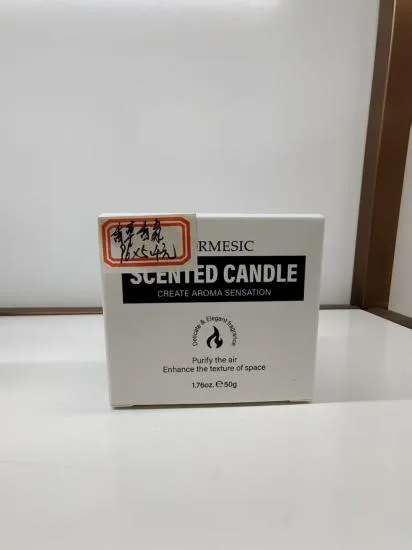 RMESIC
SCENTED CANDLE
CREATE AROMA SENSATION
Delicate & Elegant fragrance
Purify the air
Enhance the texture of space
1.76oz. ℮50g